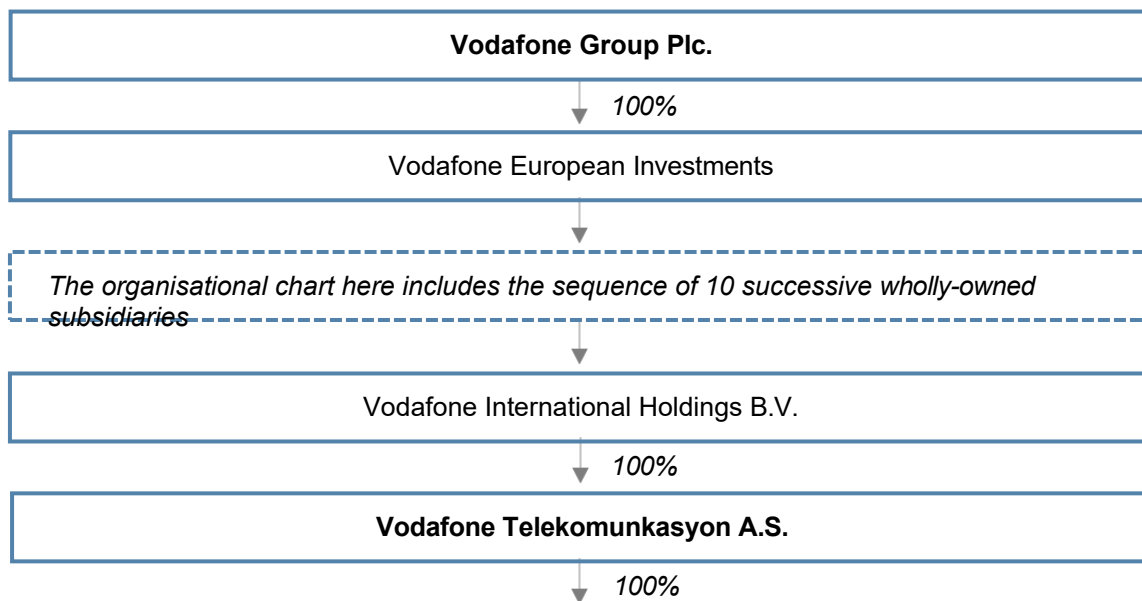 Vodafone Group Plc.
100%
Vodafone European Investments
The organisational chart here includes the sequence of 10 successive wholly-owned
subsidiaries
Vodafone International Holdings B.V.
100%
Vodafone Telekomunkasyon A.S.
100%